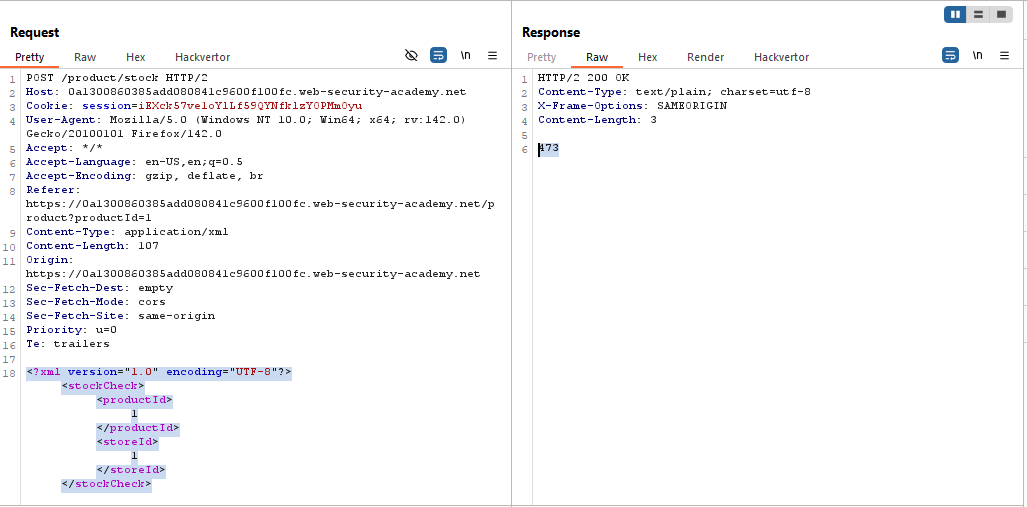 Request
Pretty Raw Hex Hackvertor \n
1 POST /product/stock HTTP/2
2 Host: 0a1300860385add080841c9600f100fc.web-security-academy.net
3 Cookie: session=iEXck57veloY1Lf59QYNfklzY0PMmOyu
4 User-Agent: Mozilla/5.0 (Windows NT 10.0; Win64; x64; rv:142.0)
Gecko/20100101 Firefox/142.0
5 Accept: */*
6 Accept-Language: en-US,en;q=0.5
7 Accept-Encoding: gzip, deflate, br
8 Referer:
https://0a1300860385add080841c9600f100fc.web-security-academy.net/p
roduct?productId=1
9 Content-Type: application/xml
10 Content-Length: 107
11 Origin:
https://0a1300860385add080841c9600f100fc.web-security-academy.net
12 Sec-Fetch-Dest: empty
13 Sec-Fetch-Mode: cors
14 Sec-Fetch-Site: same-origin
15 Priority: u=0
16 Te: trailers
17
18 <?xml version="1.0" encoding="UTF-8"?>
<stockCheck>
<productId>
1
</productId>
<storeId>
1
</storeId>
</stockCheck>
Response
Pretty Raw Hex Render Hackvertor \n
1 HTTP/2 200 OK
2 Content-Type: text/plain; charset=utf-8
3 X-Frame-Options: SAMEORIGIN
4 Content-Length: 3
5
6 473